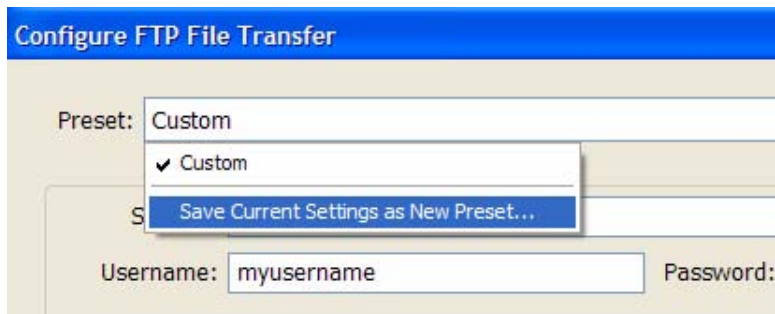 Configure FTP File Transfer
Preset: Custom
Custom
Save Current Settings as New Preset...
S
Username: myusername Password: